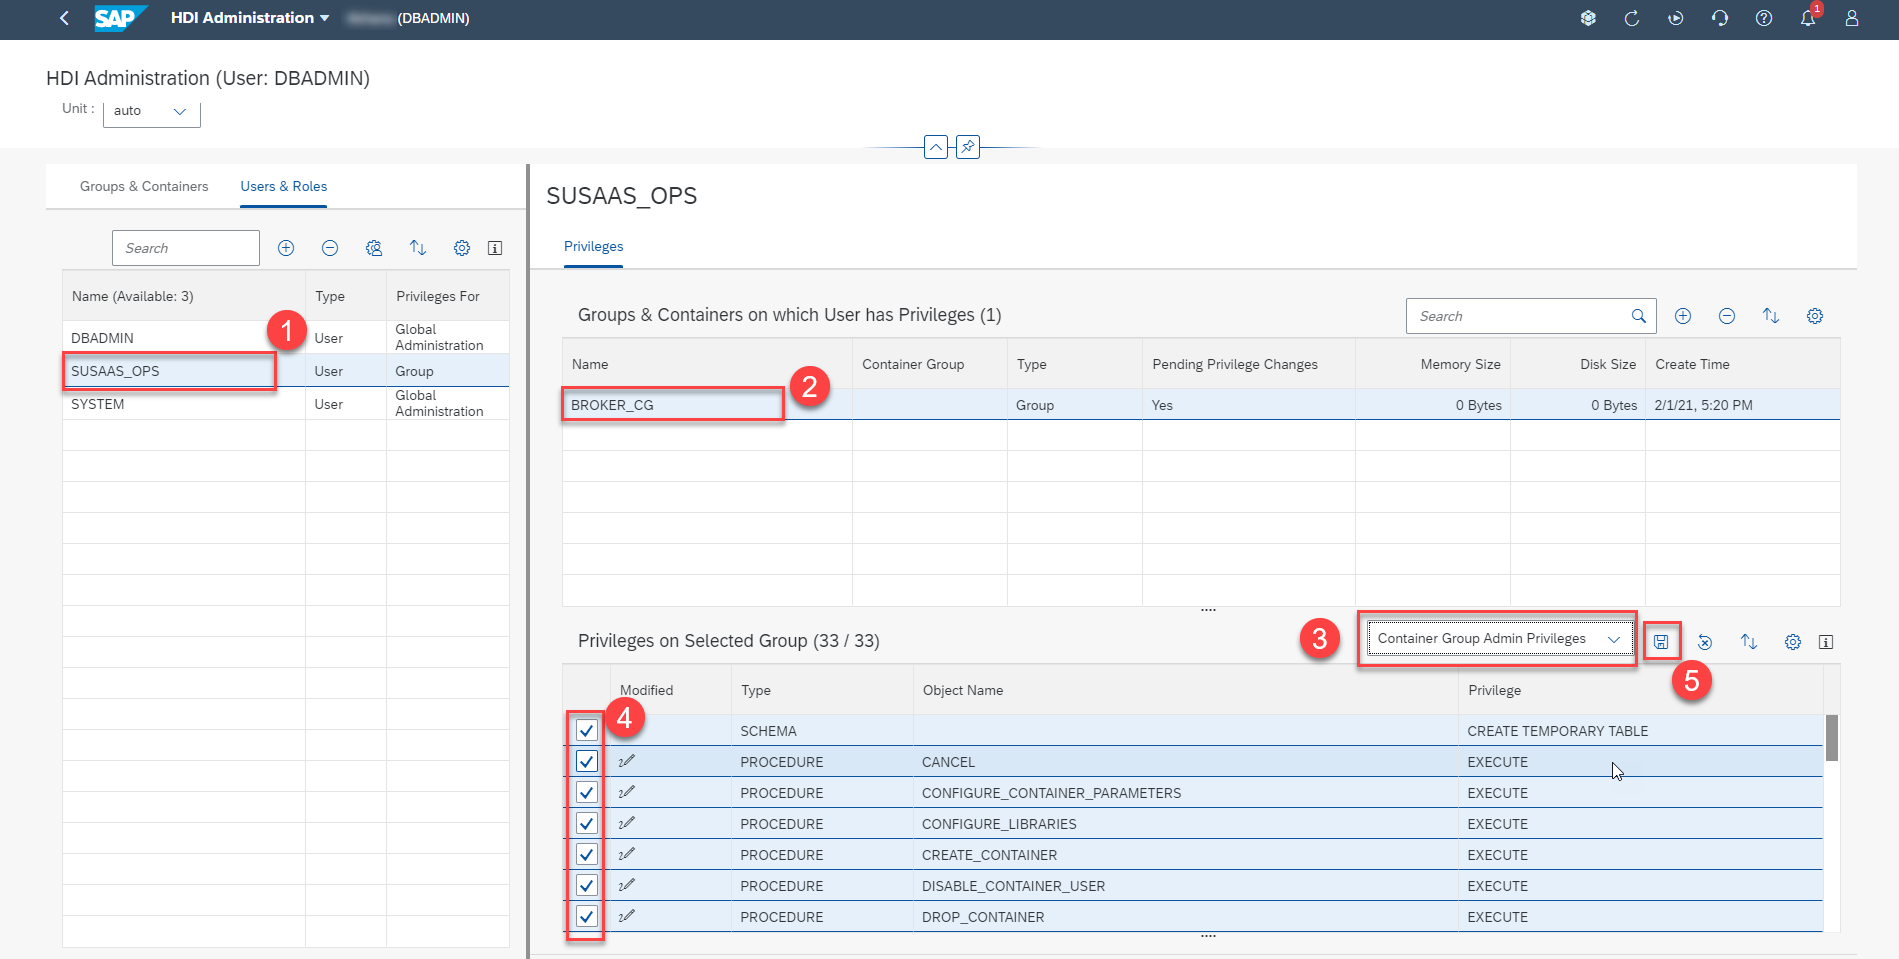 SAP HDI Administration (DBADMIN) 1
HDI Administration (User: DBADMIN)
Unit : auto
Groups & Containers Users & Roles
Search
Name (Available: 3) Type Privileges For
DBADMIN User Global Administration
SUSAAS_OPS User Group
SYSTEM User Global Administration
1
SUSAAS_OPS
Privileges
Groups & Containers on which User has Privileges (1) Search
Name Container Group Type Pending Privilege Changes Memory Size Disk Size Create Time
BROKER_CG Group Yes 0 Bytes 0 Bytes 2/1/21, 5:20 PM
2
Privileges on Selected Group (33 / 33) 3 Container Group Admin Privileges
5
Modified Type Object Name Privilege
4
SCHEMA CREATE TEMPORARY TABLE
PROCEDURE CANCEL EXECUTE
PROCEDURE CONFIGURE_CONTAINER_PARAMETERS EXECUTE
PROCEDURE CONFIGURE_LIBRARIES EXECUTE
PROCEDURE CREATE_CONTAINER EXECUTE
PROCEDURE DISABLE_CONTAINER_USER EXECUTE
PROCEDURE DROP_CONTAINER EXECUTE